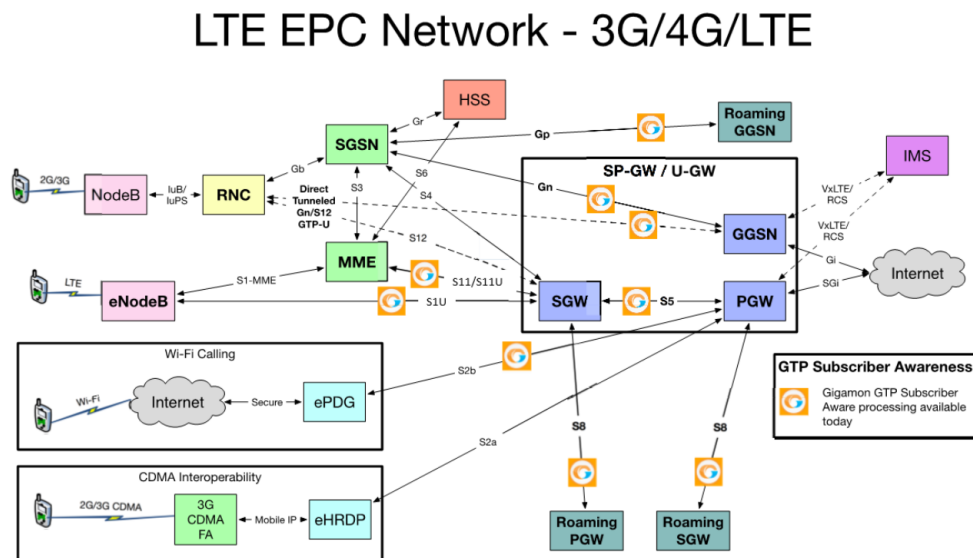 LTE EPC Network - 3G/4G/LTE
HSS
Roaming
GGSN
Gr
Gp
SGSN
IMS
SP-GW / U-GW
2G/3G
NodeB
IuB/
IuPS
RNC
Gb
S3
S6
S4
Gn
VxLTE/
RCS
Direct
Tunneled
Gn/S12
GTP-U
S12
GGSN
VxLTE/
RCS
Gi
MME
LTE
eNodeB
S1-MME
S11/S11U
S1U
SGW
S5
PGW
SGi
Internet
Wi-Fi Calling
Wi-Fi
Internet
Secure
ePDG
S2b
GTP Subscriber Awareness
Gigamon GTP Subscriber
Aware processing available
today
S8
S8
S2a
CDMA Interoperability
2G/3G CDMA
3G
CDMA
FA
Mobile IP
eHRDP
Roaming
PGW
Roaming
SGW